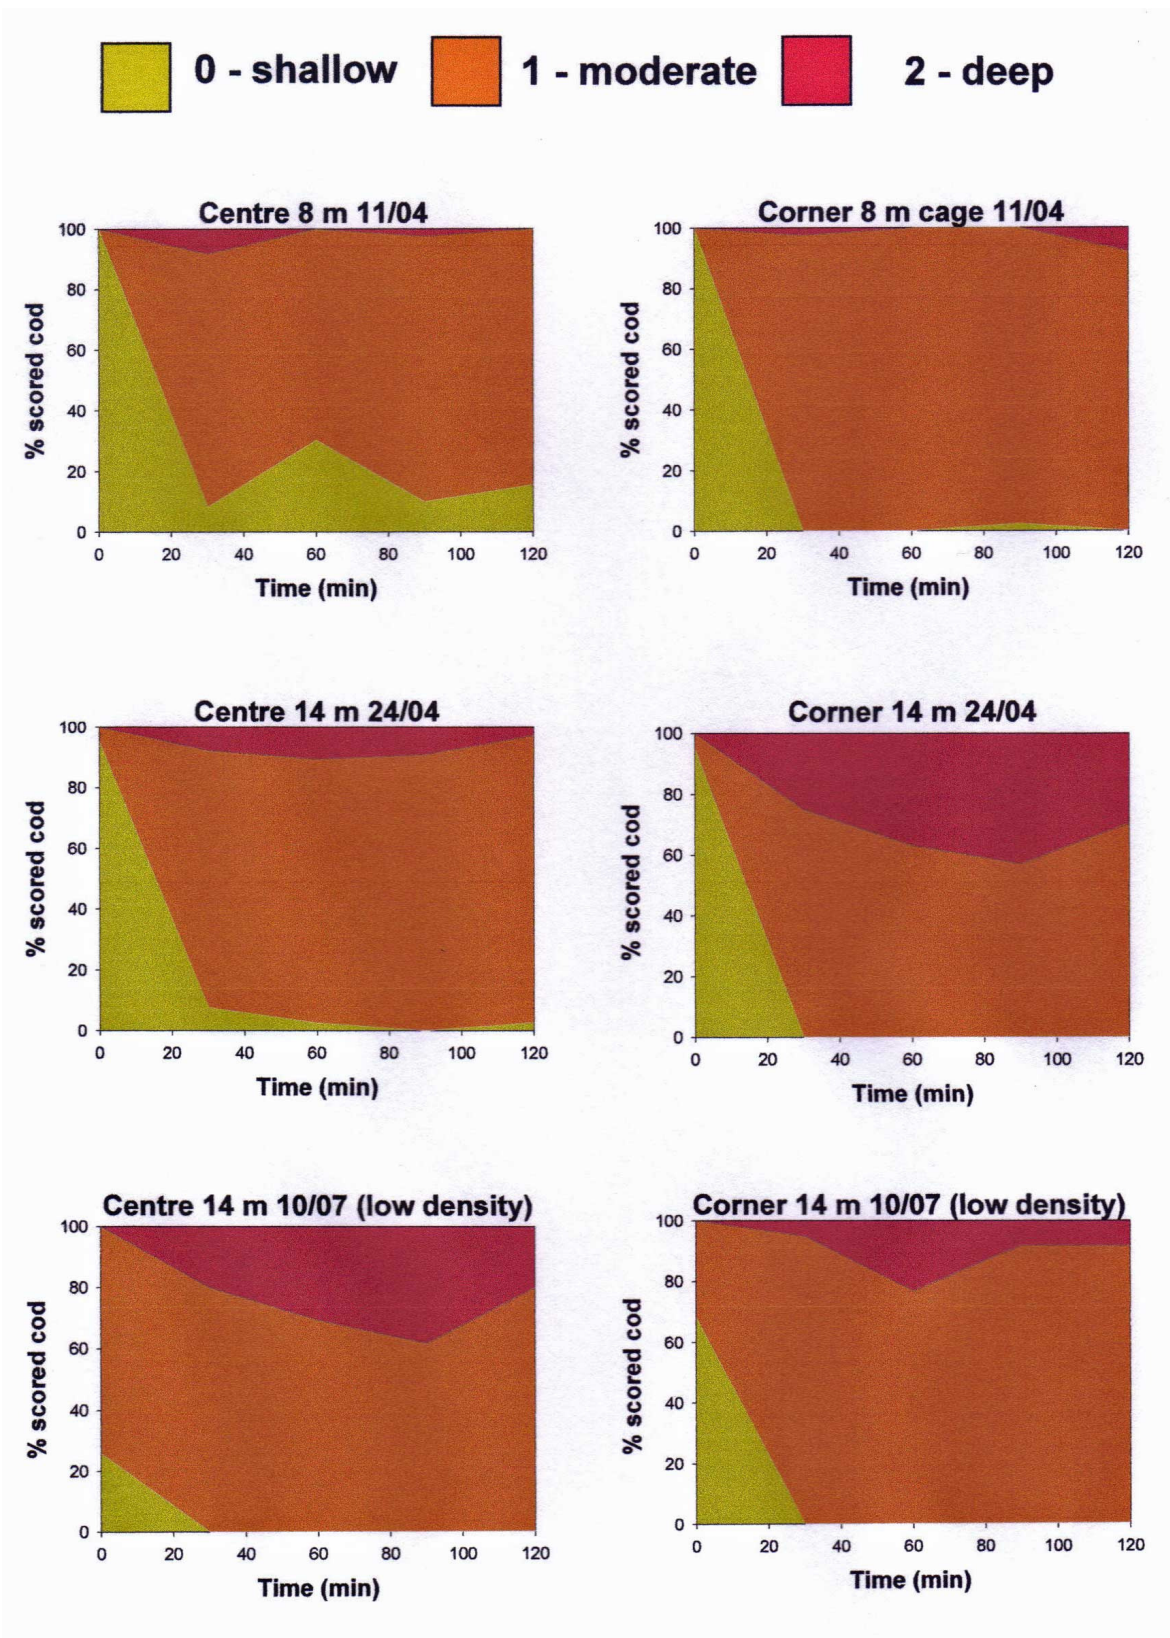 0 - shallow 1 - moderate 2 - deep
Centre 8 m 11/04
100
80
60
40
20
0
% scored cod
0 20 40 60 80 100 120
Time (min)
Corner 8 m cage 11/04
100
80
60
40
20
0
% scored cod
0 20 40 60 80 100 120
Time (min)
Centre 14 m 24/04
100
80
60
40
20
0
% scored cod
0 20 40 60 80 100 120
Time (min)
Corner 14 m 24/04
100
80
60
40
20
0
% scored cod
0 20 40 60 80 100 120
Time (min)
Centre 14 m 10/07 (low density)
100
80
60
40
20
0
% scored cod
0 20 40 60 80 100 120
Time (min)
Corner 14 m 10/07 (low density)
100
80
60
40
20
0
% scored cod
0 20 40 60 80 100 120
Time (min)